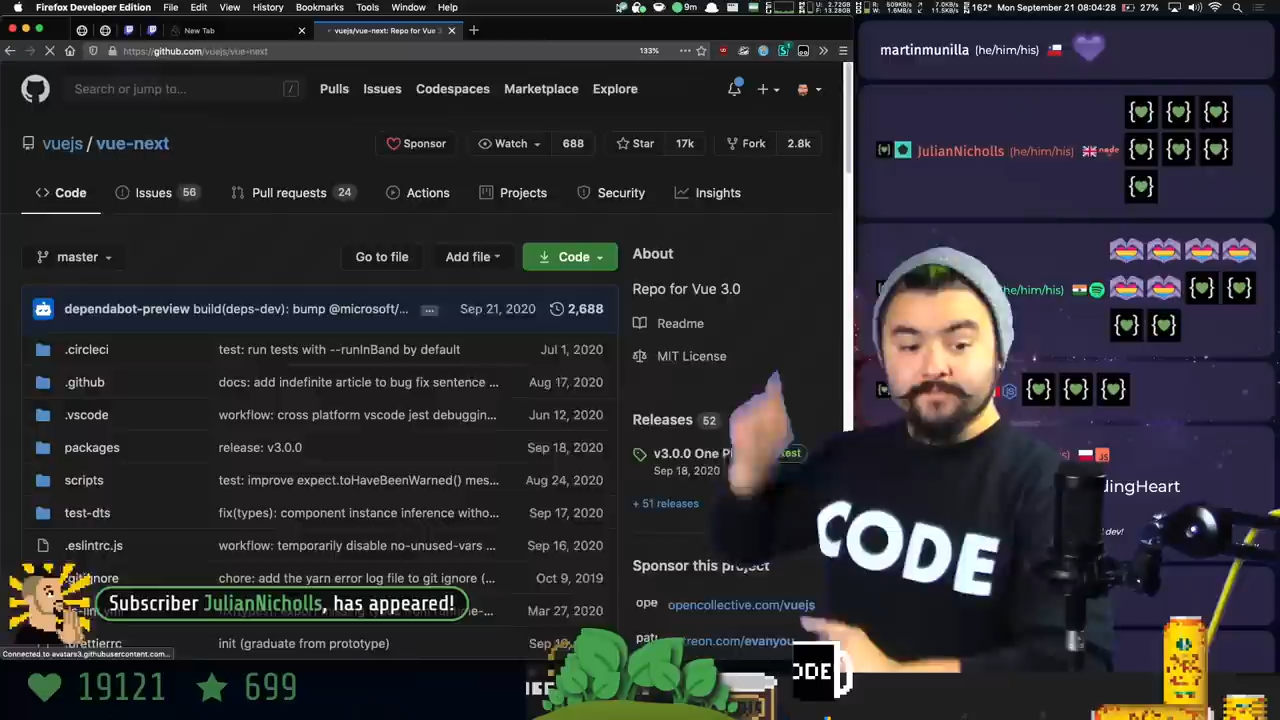 Firefox Developer Edition File Edit View History Bookmarks Tools Window Help 9m 162° Mon September 21 08:04:28 27%
New Tab
vuejs/vue-next: Repo for Vue 3
https://github.com/vuejs/vue-next 133%
Search or jump to... / Pulls Issues Codespaces Marketplace Explore
vuejs / vue-next Sponsor Watch 688 Star 17k Fork 2.8k
Code Issues 56 Pull requests 24 Actions Projects Security Insights
master Go to file Add file Code
dependabot-preview build(deps-dev): bump @microsoft/... Sep 21, 2020 2,688
.circleci test: run tests with --runInBand by default Jul 1, 2020
.github docs: add indefinite article to bug fix sentence ... Aug 17, 2020
.vscode workflow: cross platform vscode jest debuggin... Jun 12, 2020
packages release: v3.0.0 Sep 18, 2020
scripts test: improve expect.toHaveBeenWarned() mes... Aug 24, 2020
test-dts fix(types): component instance inference witho... Sep 17, 2020
.eslintrc.js workflow: temporarily disable no-unused-vars ... Sep 16, 2020
chore: add the yarn error log file to git ignore (... Oct 9, 2019
Mar 27, 2020
init (graduate from prototype)
About
Repo for Vue 3.0
Readme
MIT License
Releases 52
v3.0.0 One
Sep 18, 2020
+ 51 releases
Sponsor this project
opencollective.com/vuejs
Subscriber JulianNicholls, has appeared!
Connected to avatars3.githubusercontent.com...
19121 699
martinmunilla (he/him/his)
JulianNicholls (he/him/his)
(he/him/his)
CODE